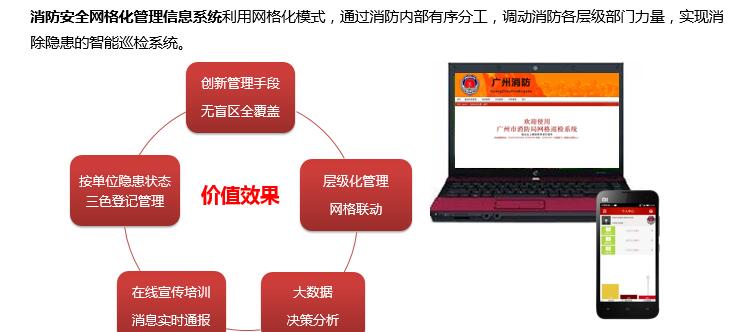 消防安全网格化管理信息系统利用网格化模式，通过消防内部有序分工，调动消防各层级部门力量，实现消
除隐患的智能巡检系统。
创新管理手段
无盲区全覆盖
按单位隐患状态
三色登记管理
价值效果
层级化管理
网格联动
在线宣传培训
消息实时通报
大数据
决策分析
广州消防
欢迎使用
广州市消防局网格巡检系统
个人中心